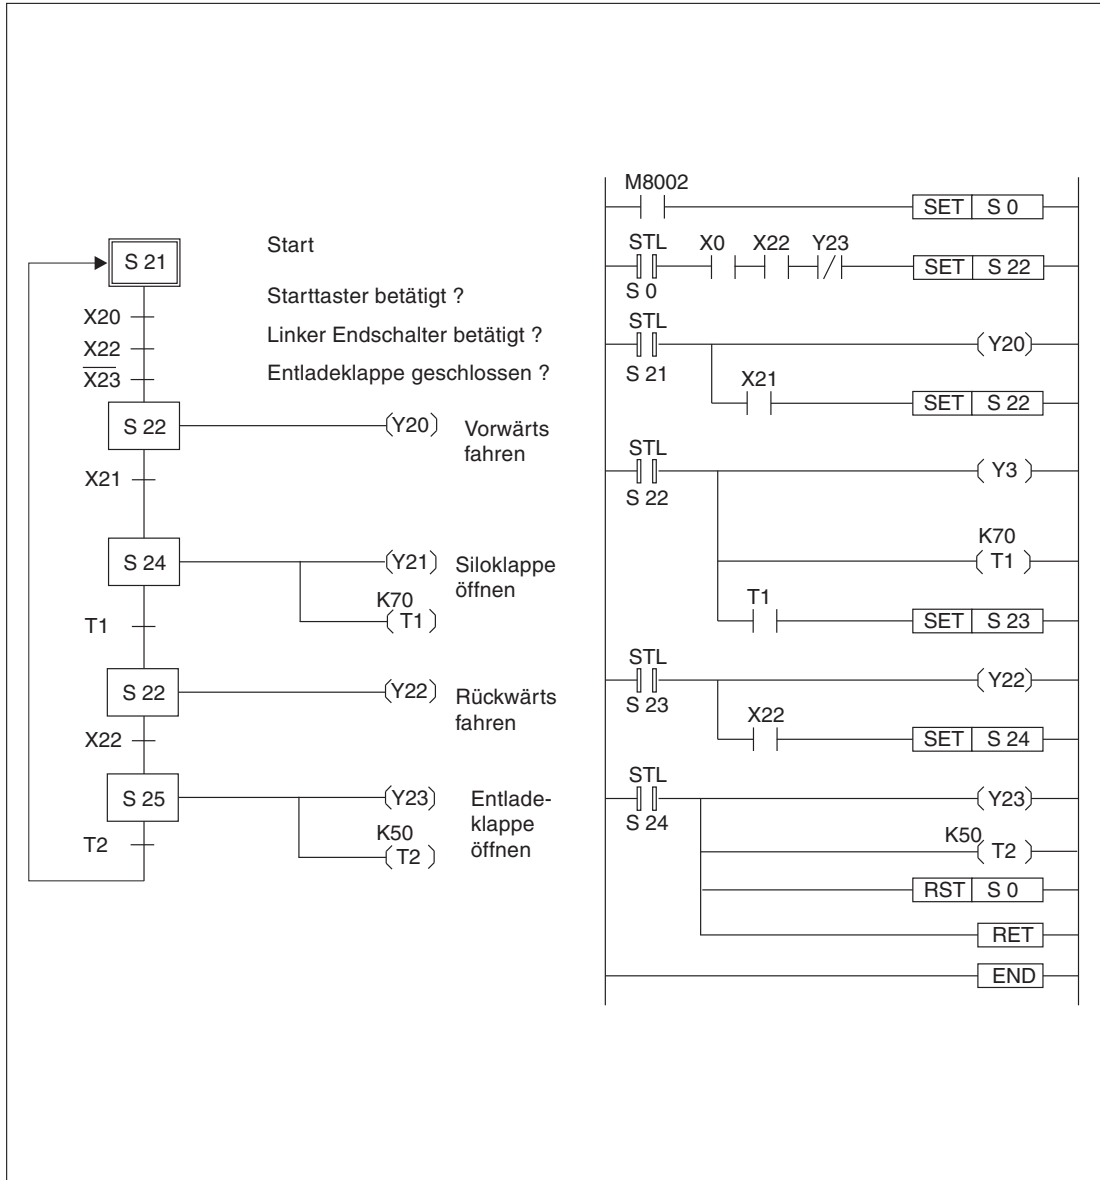 S 21
Start
Starttaster betätigt ?
X20
Linker Endschalter betätigt ?
X22
Entladeklappe geschlossen ?
X̅2̅3̅
S 22
Y20
Vorwärts
fahren
X21
S 24
Y21
Siloklappe
öffnen
K70
T1
T1
S 22
Y22
Rückwärts
fahren
X22
S 25
Y23
Entlade-
klappe
öffnen
K50
T2
T2
M8002
SET S 0
STL X0 X22 Y23
SET S 22
S 0
STL
Y20
S 21
X21
SET S 22
STL
Y3
S 22
K70
T1
T1
SET S 23
STL
Y22
S 23
X22
SET S 24
STL
Y23
S 24
K50
T2
RST S 0
RET
END